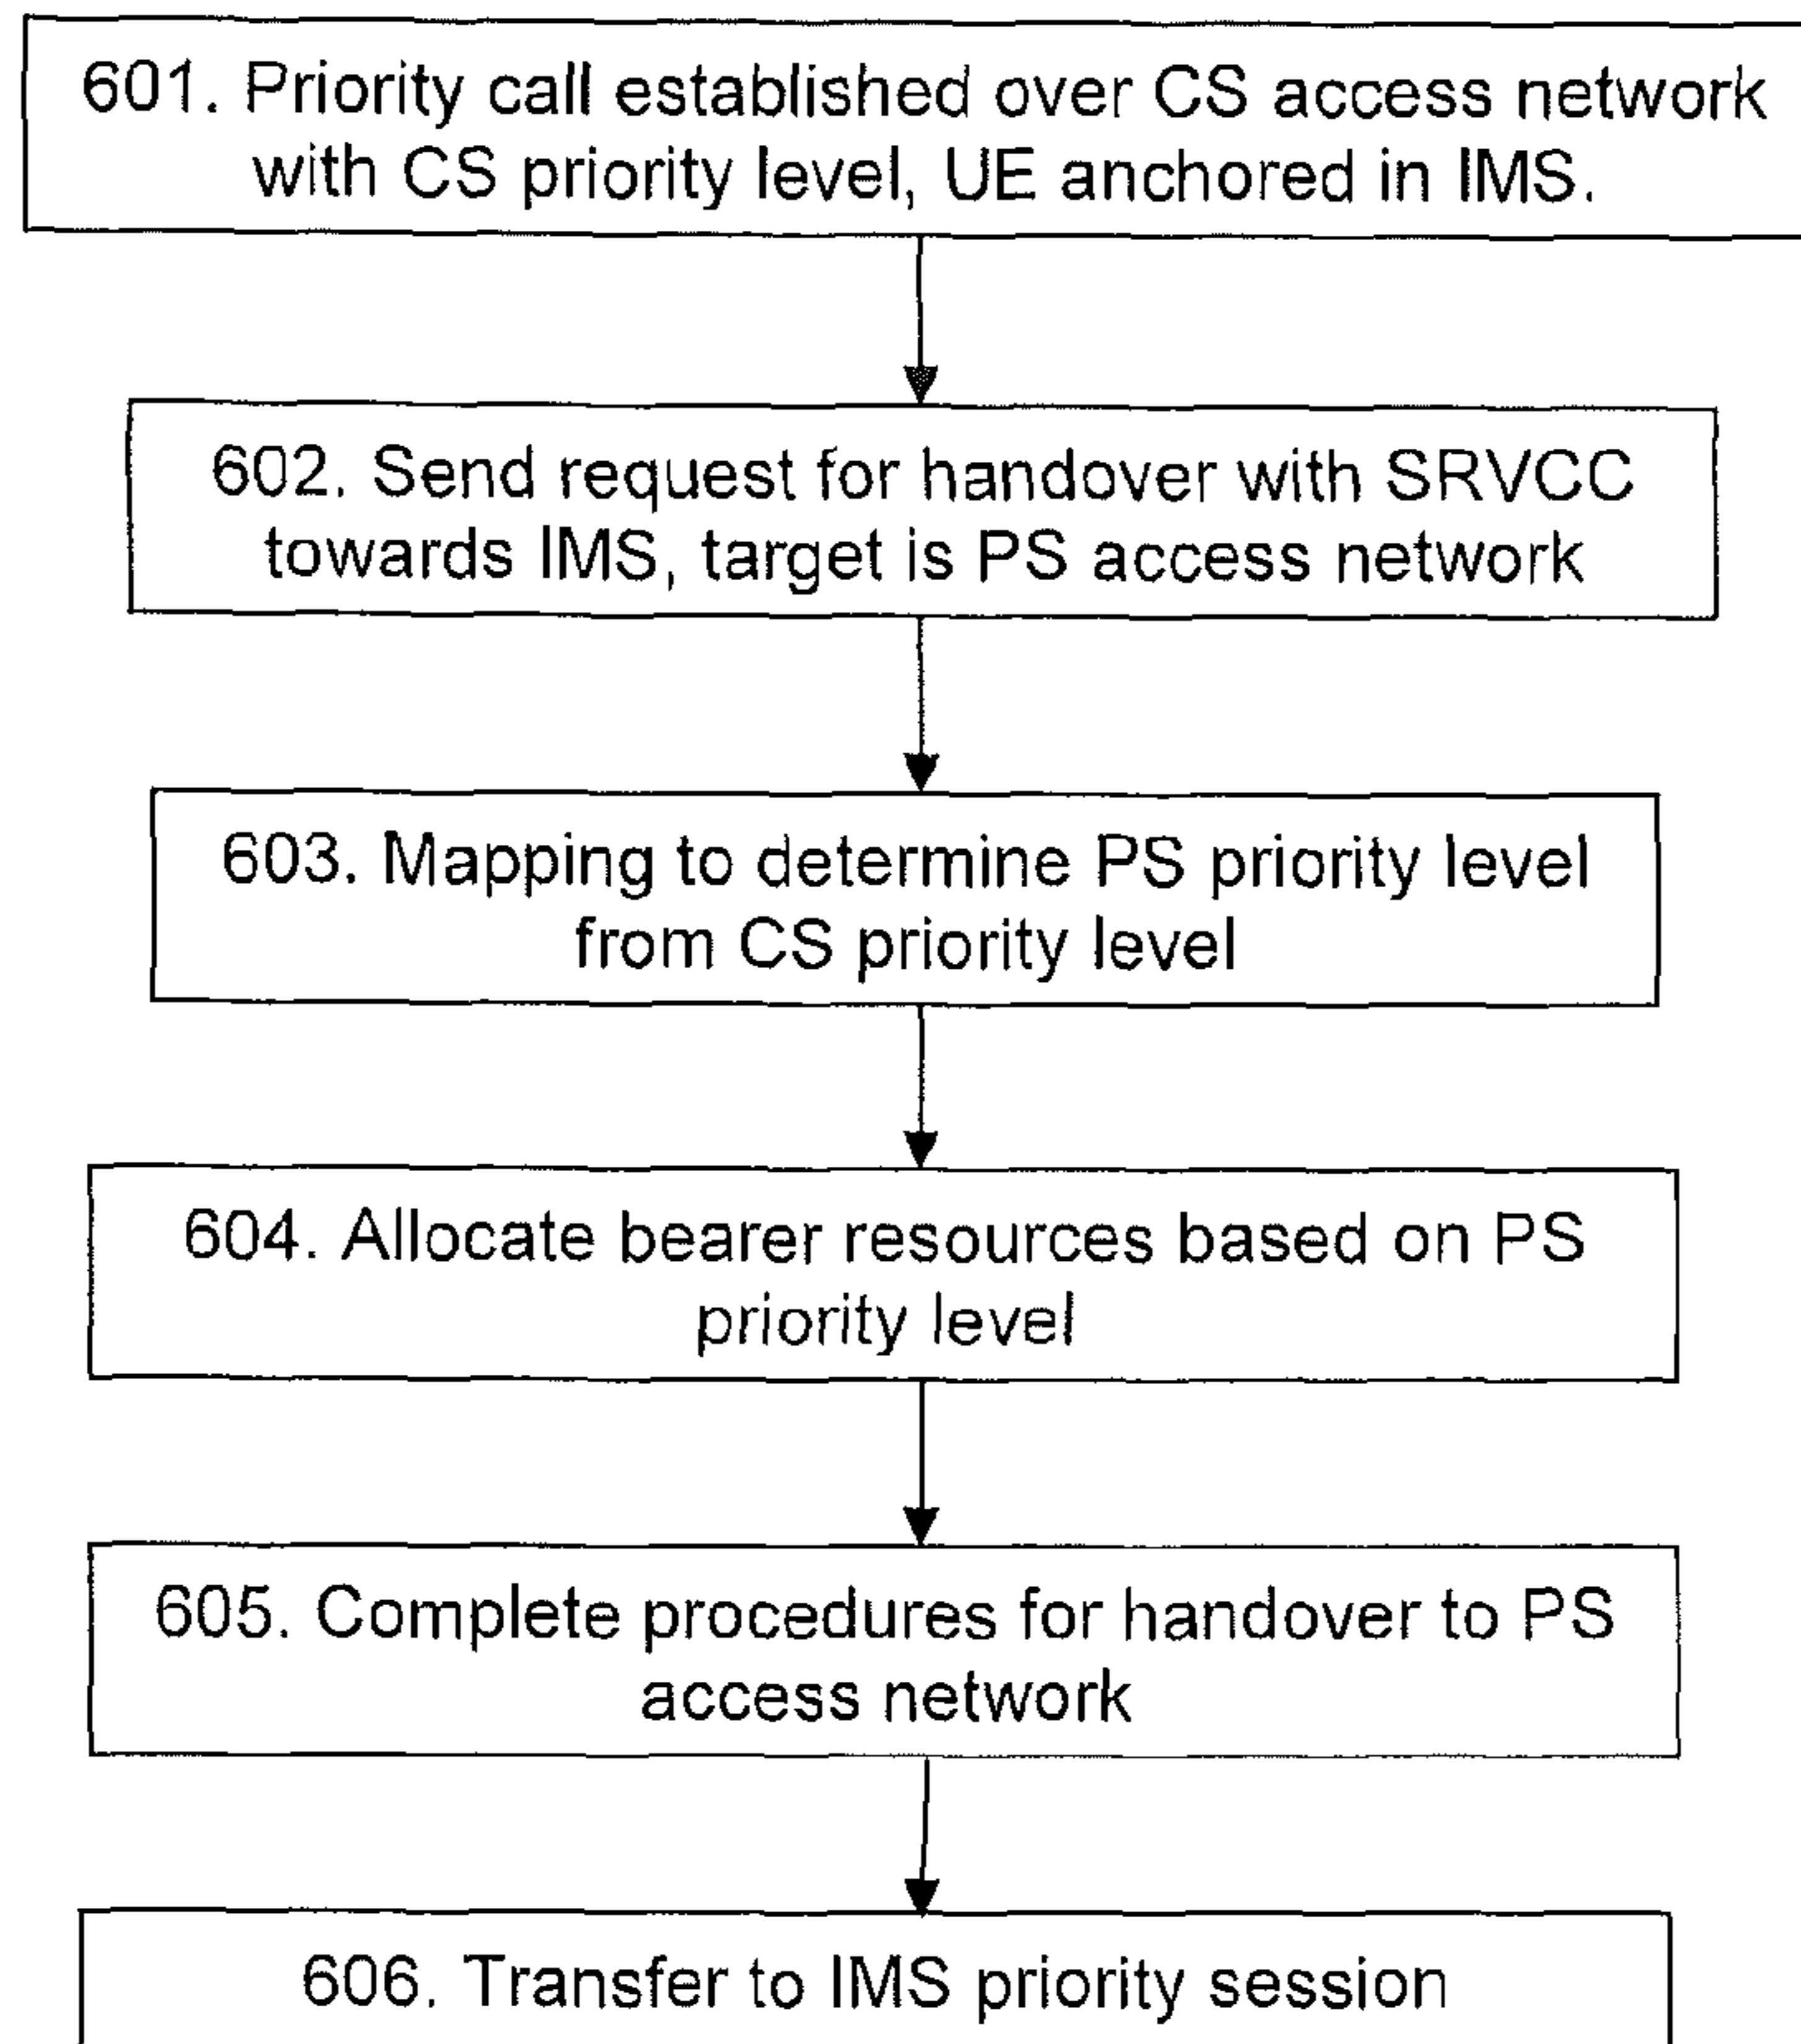 601. Priority call established over CS access network
with CS priority level, UE anchored in IMS.
602. Send request for handover with SRVCC
towards IMS, target is PS access network
603. Mapping to determine PS priority level
from CS priority level
604. Allocate bearer resources based on PS
priority level
605. Complete procedures for handover to PS
access network
606. Transfer to IMS priority session